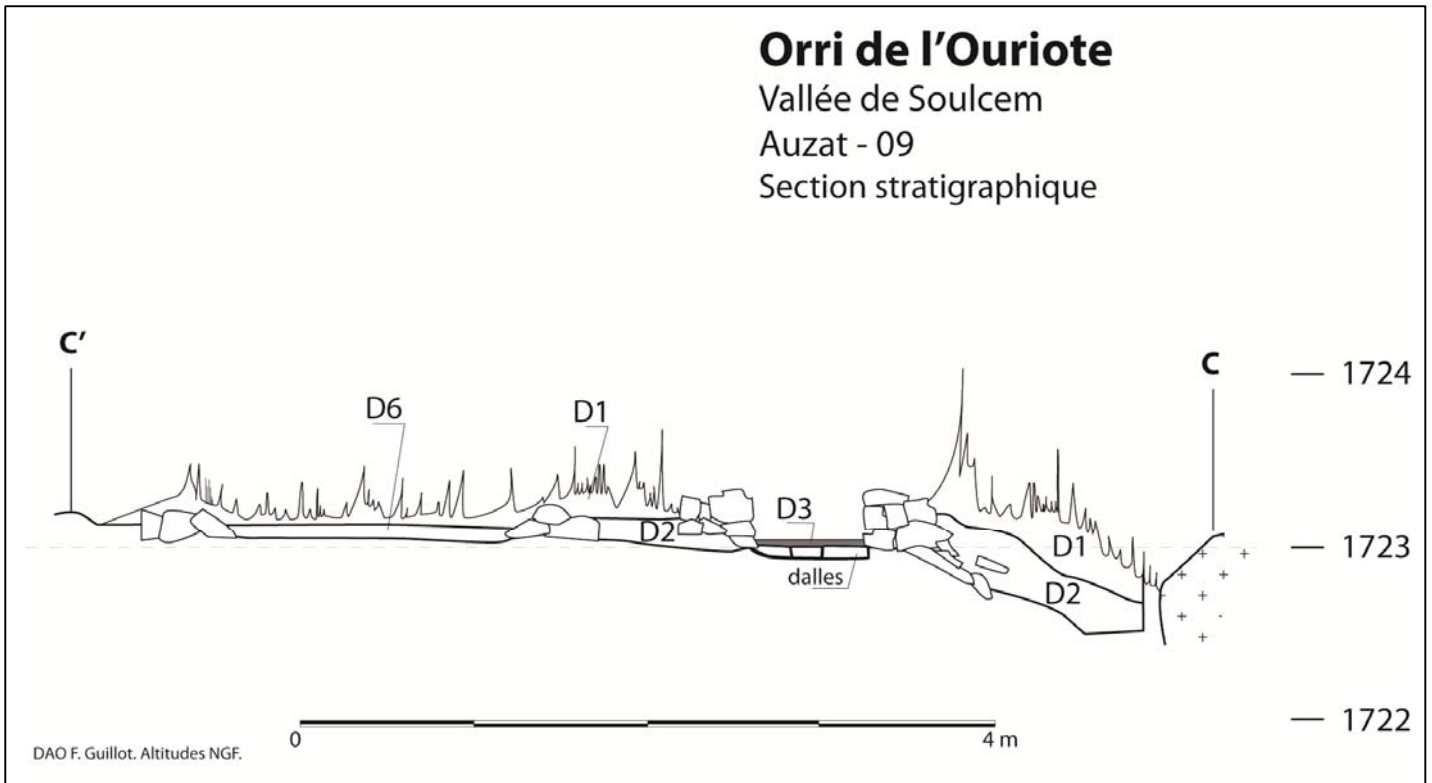 Orri de l'Ouriote
Vallée de Soulcem
Auzat - 09
Section stratigraphique
C'
C
1724
D6
D1
D3
D2
1723
D1
dalles
D2
1722
0
4 m
DAO F. Guillot. Altitudes NGF.